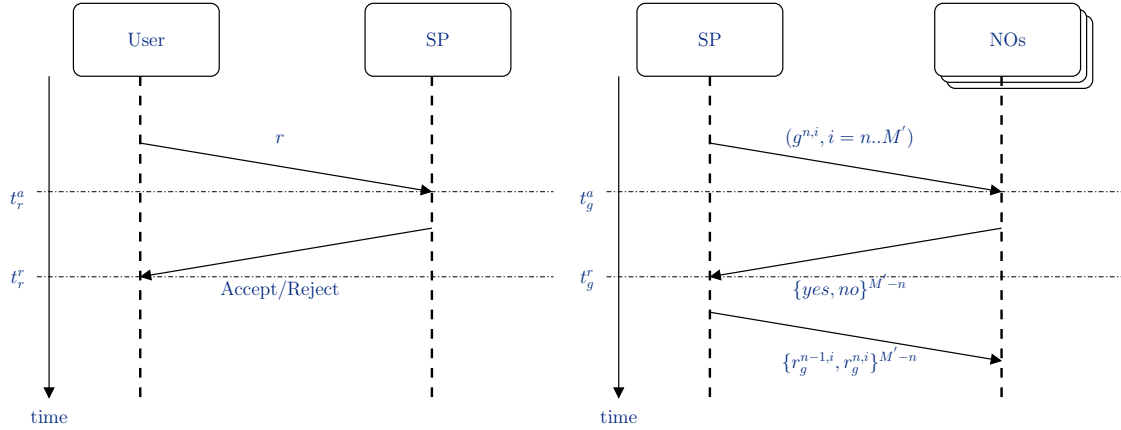 User
SP
r
t_r^a
t_r^r
Accept/Reject
time
SP
NOs
(g^{n,i}, i = n..M')
t_g^a
t_g^r
{yes, no}^{M'-n}
{r_g^{n-1,i}, r_g^{n,i}}^{M'-n}
time